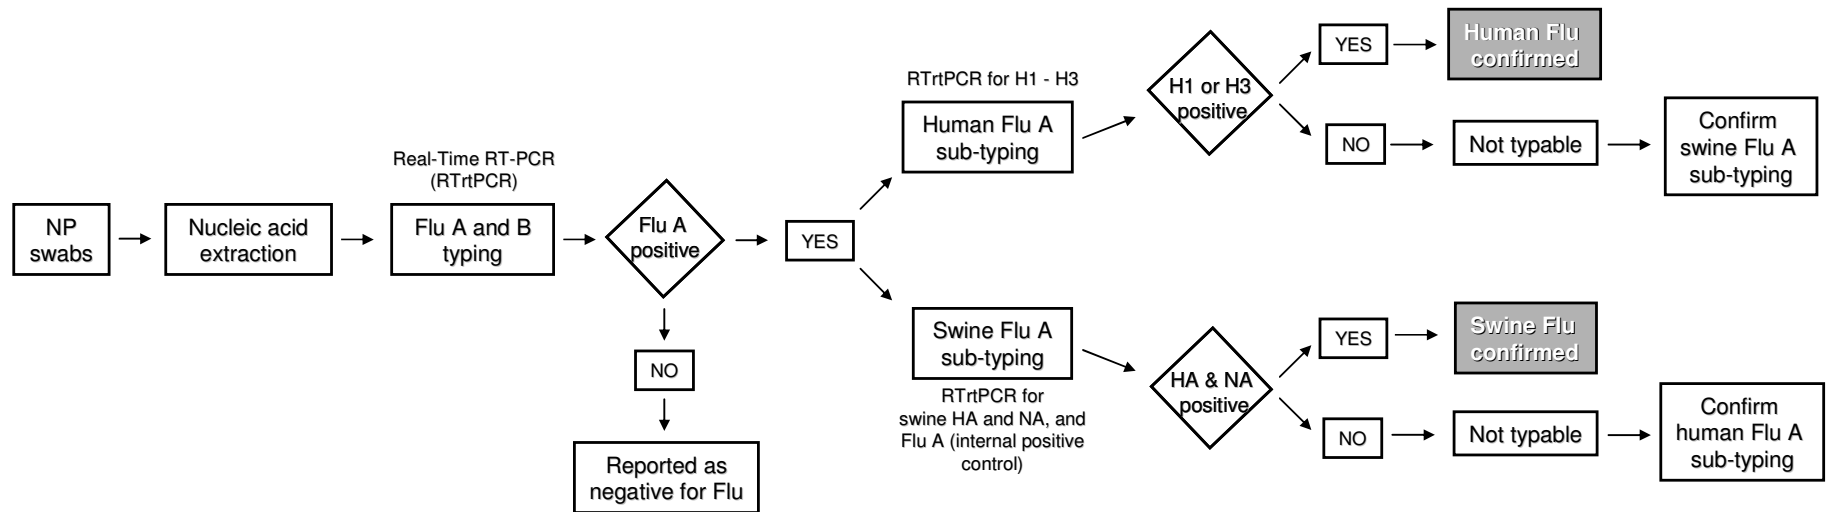 NP
swabs
Nucleic acid
extraction
Real-Time RT-PCR
(RTrtPCR)
Flu A and B
typing
Flu A
positive
NO
Reported as
negative for Flu
YES
RTrtPCR for H1 - H3
Human Flu A
sub-typing
H1 or H3
positive
YES
Human Flu
confirmed
NO
Not typable
Confirm
swine Flu A
sub-typing
Swine Flu A
sub-typing
RTrtPCR for
swine HA and NA, and
Flu A (internal positive
control)
HA & NA
positive
YES
Swine Flu
confirmed
NO
Not typable
Confirm
human Flu A
sub-typing